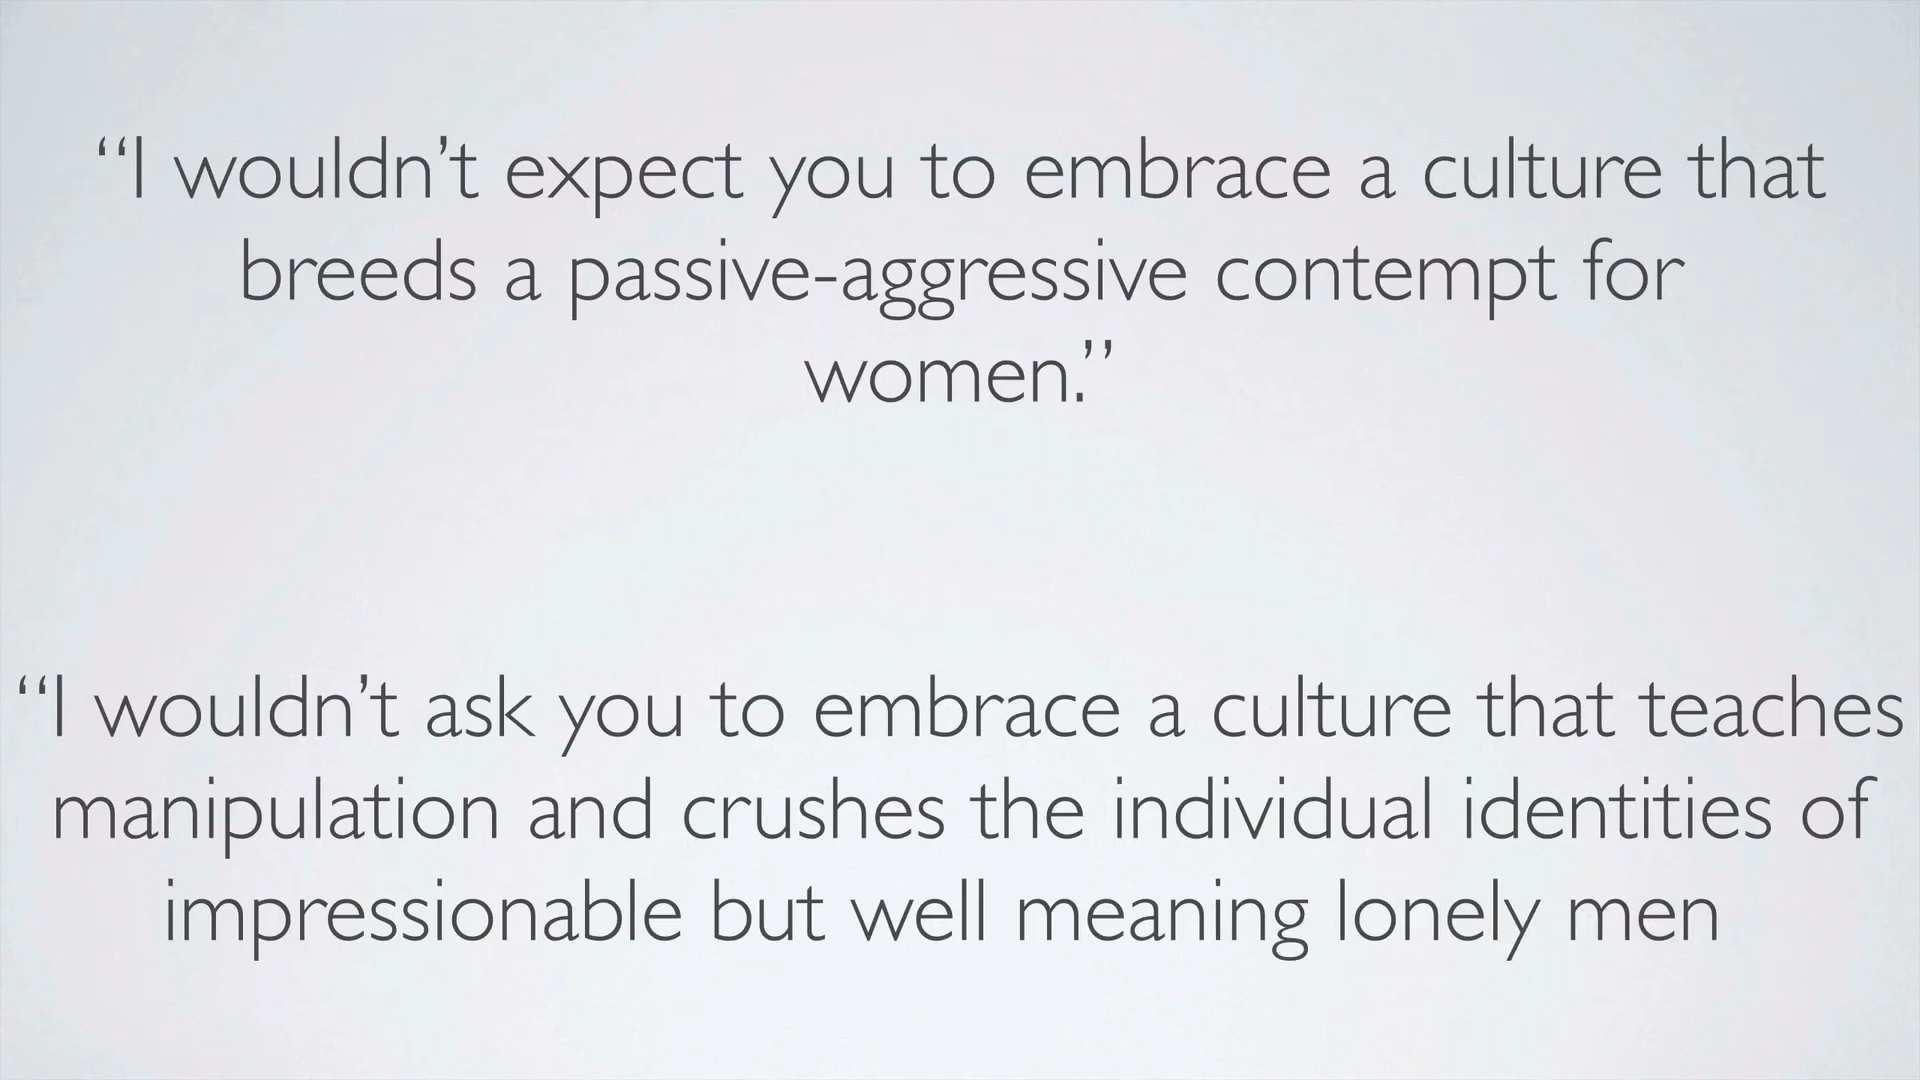 “I wouldn’t expect you to embrace a culture that
breeds a passive-aggressive contempt for
women.”
“I wouldn’t ask you to embrace a culture that teaches
manipulation and crushes the individual identities of
impressionable but well meaning lonely men